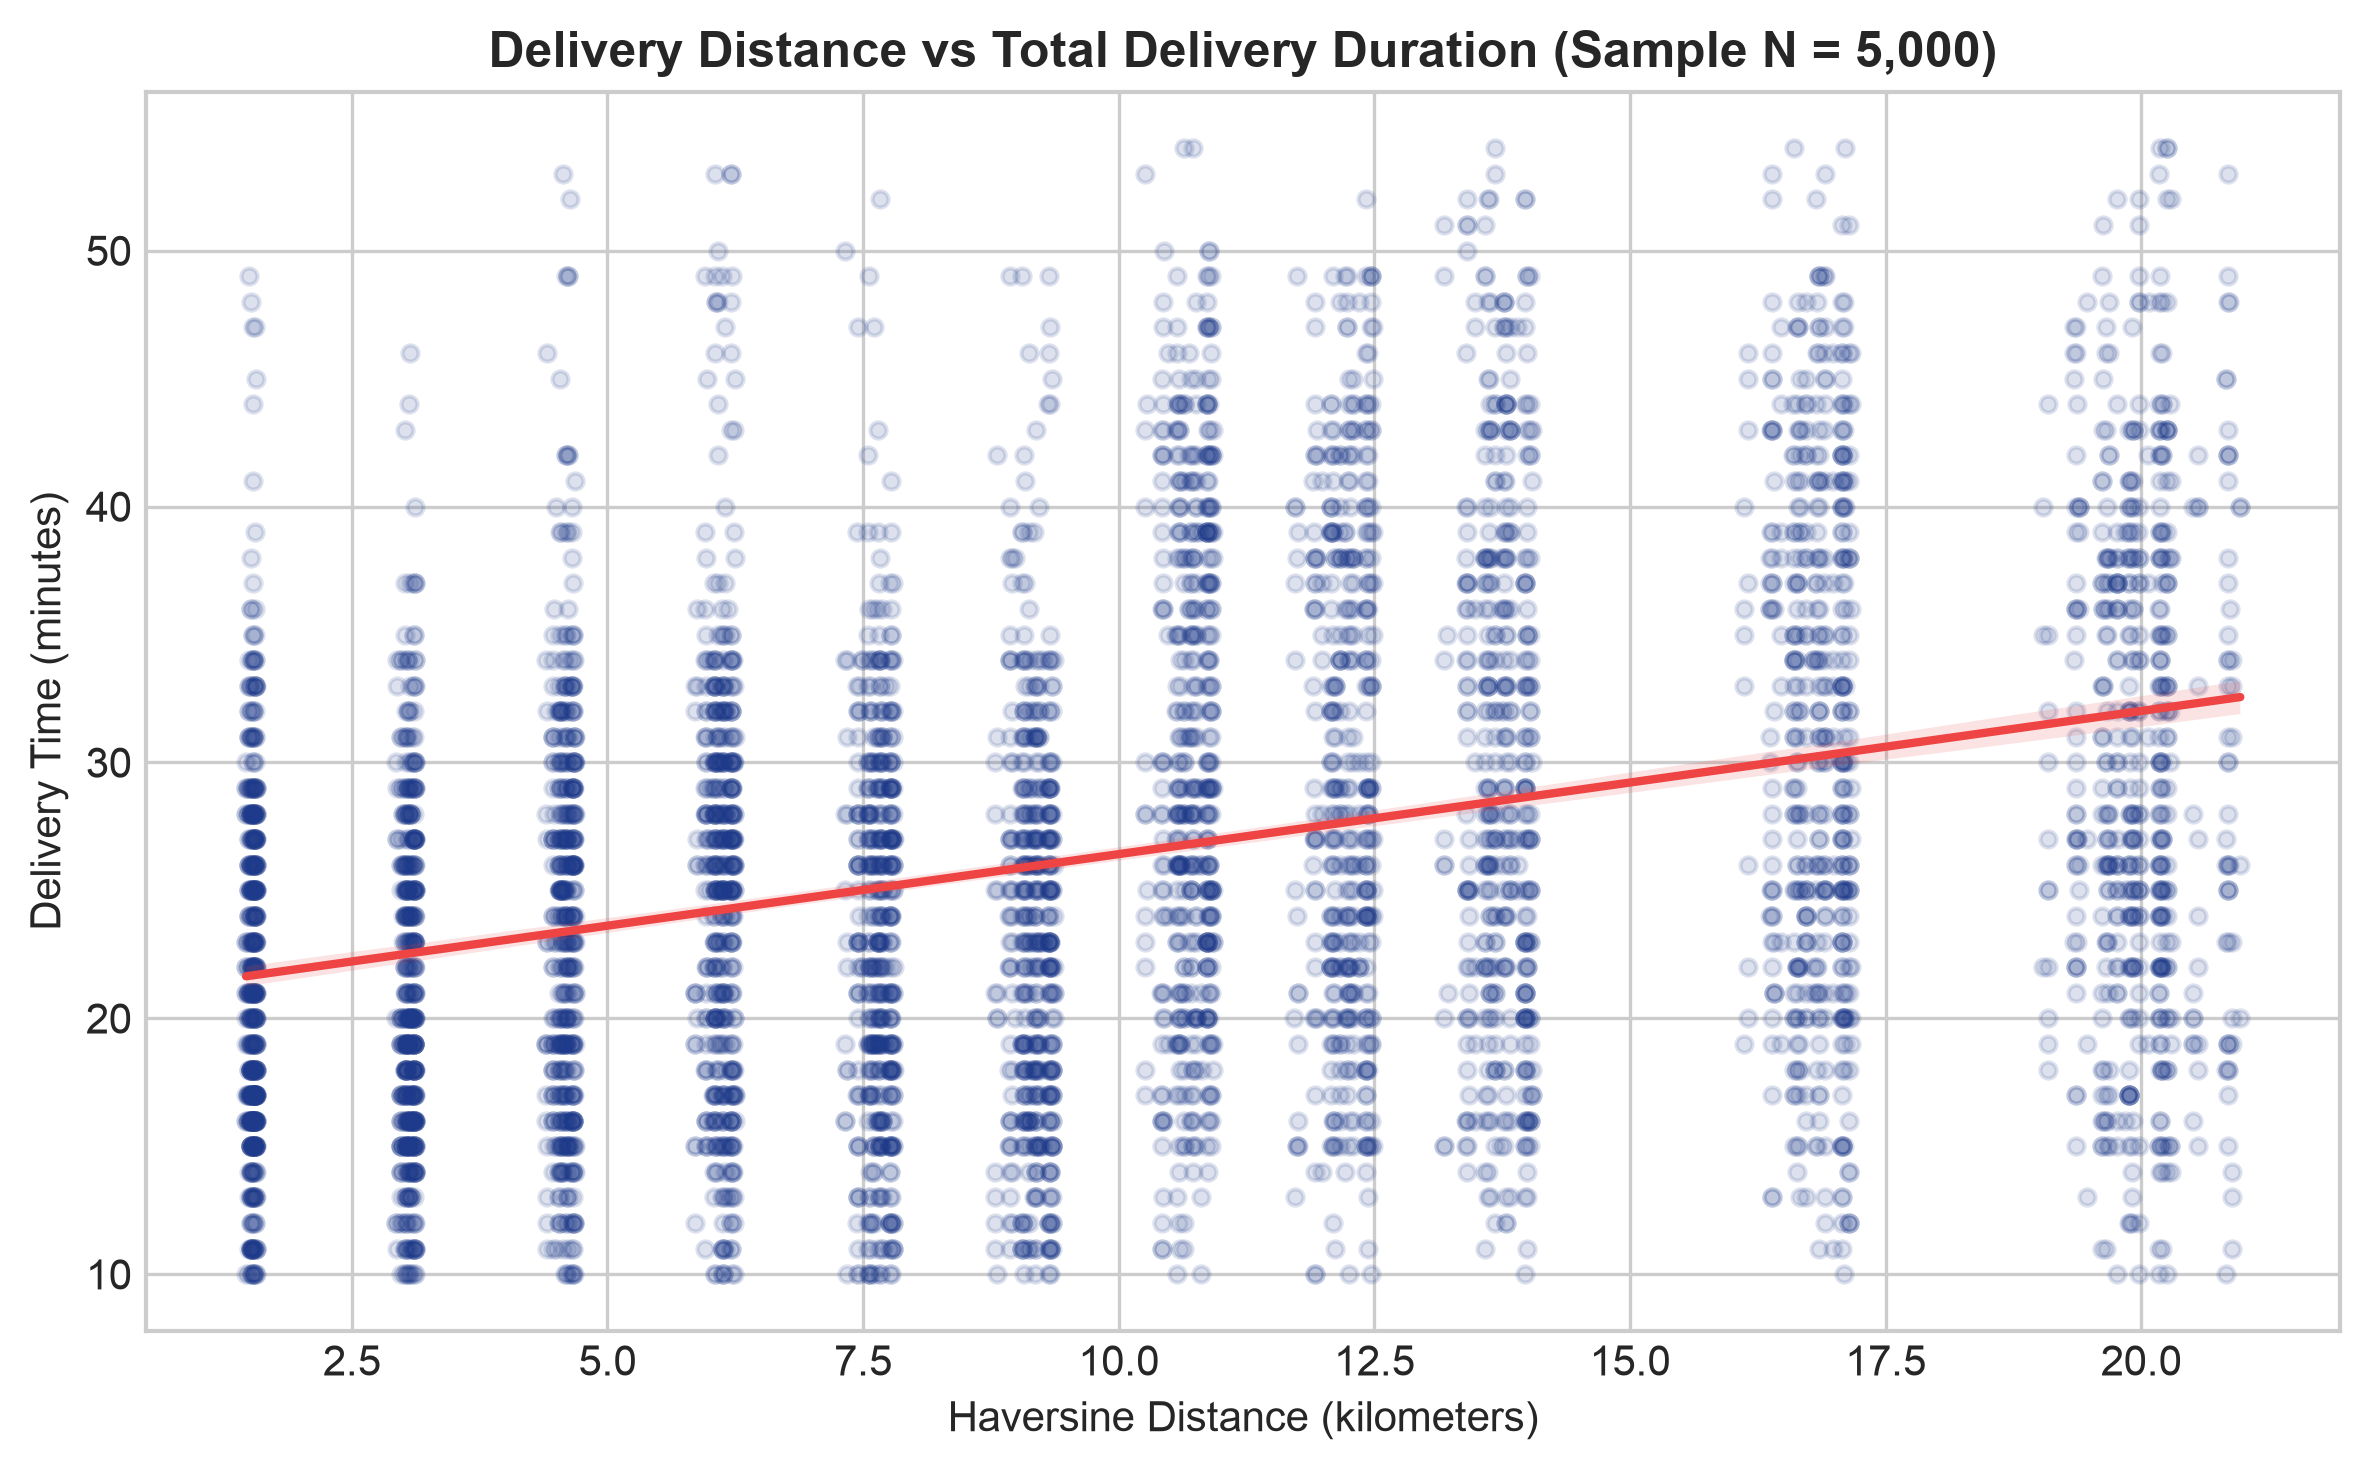 Delivery Distance vs Total Delivery Duration (Sample N = 5,000)
Delivery Time (minutes)
50
40
30
20
10
2.5 5.0 7.5 10.0 12.5 15.0 17.5 20.0
Haversine Distance (kilometers)